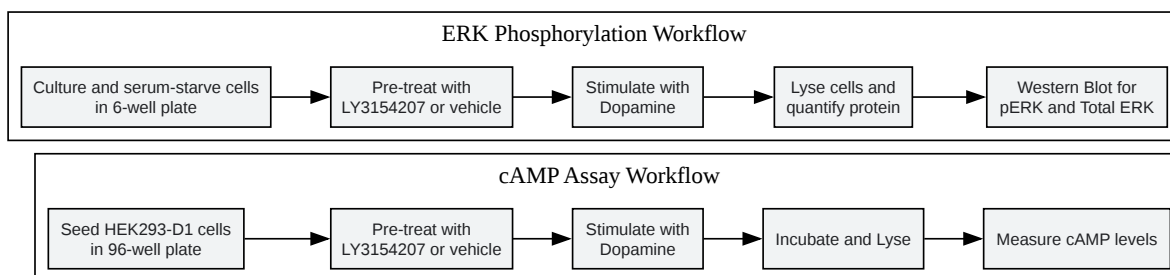 ERK Phosphorylation Workflow
Culture and serum-starve cells
in 6-well plate
Pre-treat with
LY3154207 or vehicle
Stimulate with
Dopamine
Lyse cells and
quantify protein
Western Blot for
pERK and Total ERK
cAMP Assay Workflow
Seed HEK293-D1 cells
in 96-well plate
Pre-treat with
LY3154207 or vehicle
Stimulate with
Dopamine
Incubate and Lyse
Measure cAMP levels